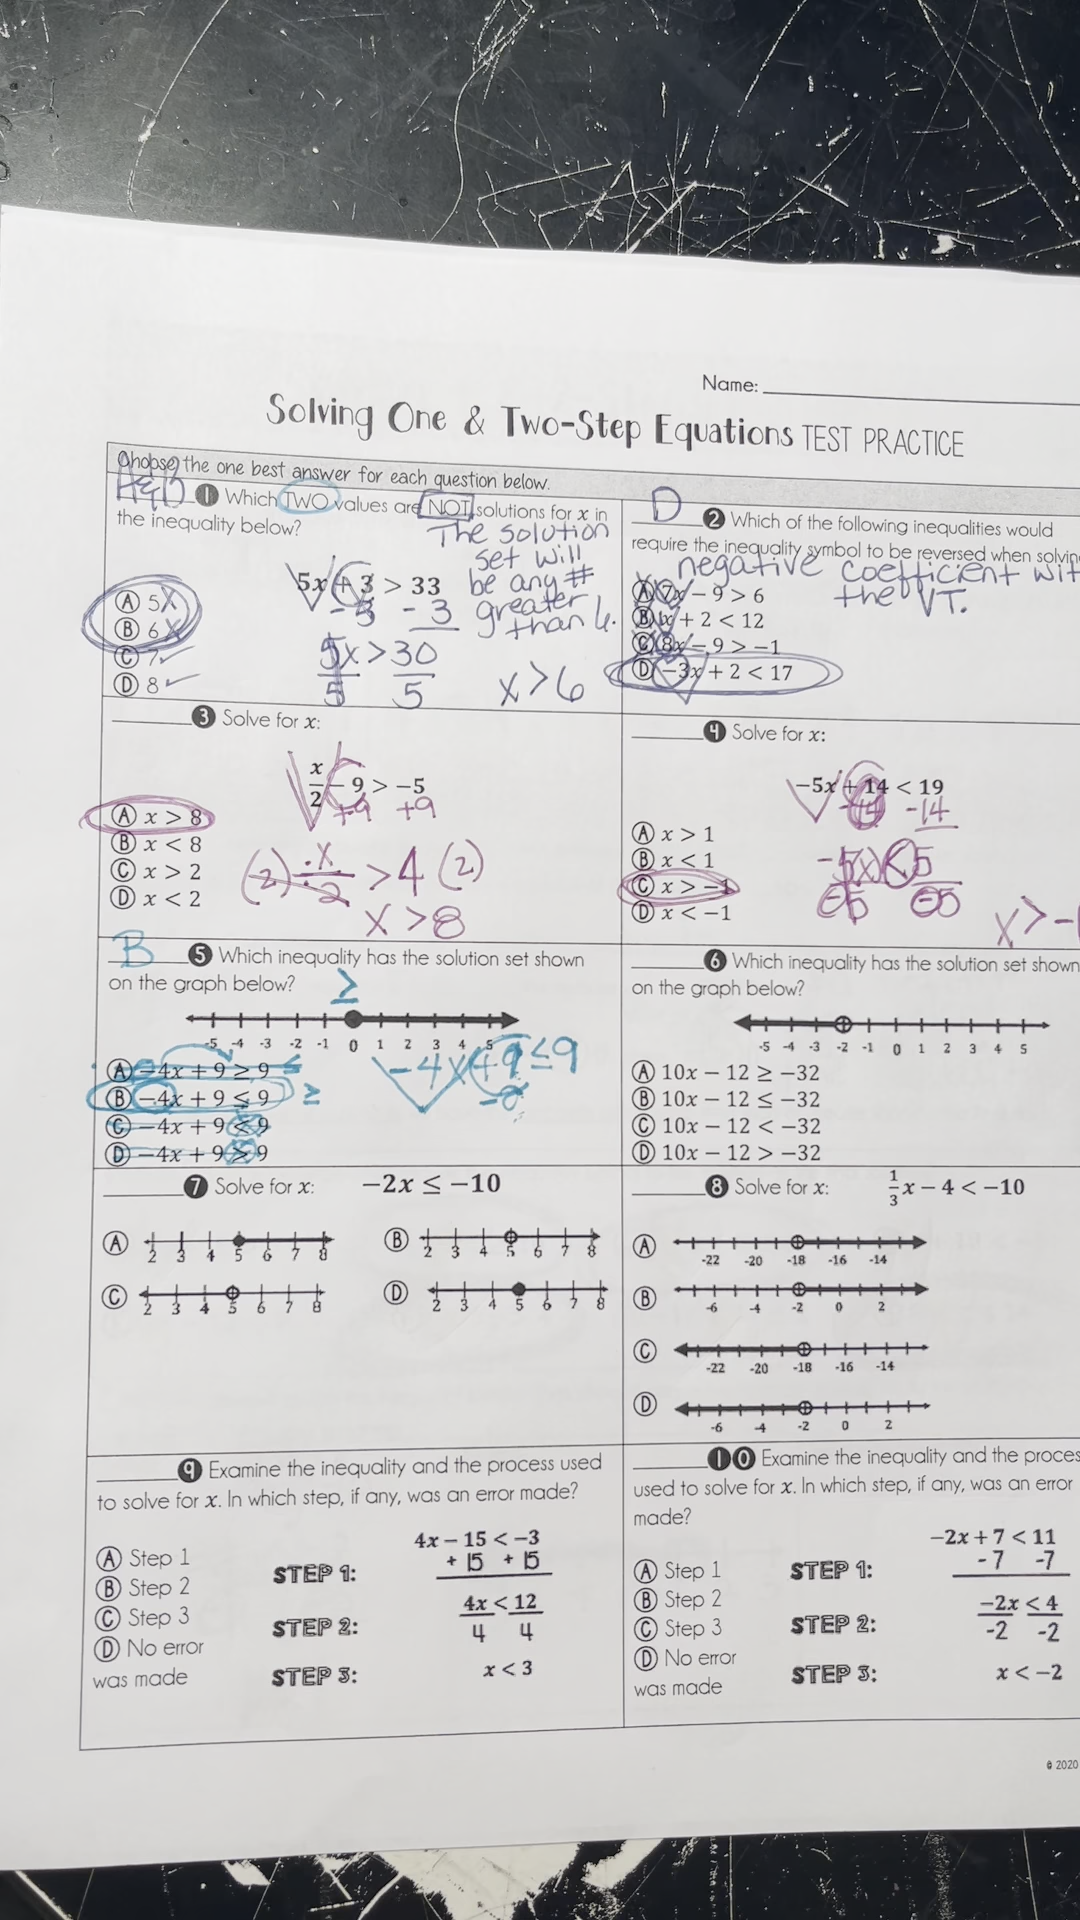 Name:
Solving One & Two-Step Equations TEST PRACTICE
Choose the one best answer for each question below.
A&B 1 Which TWO values are NOT solutions for x in
the inequality below?
The solution
set will
be any #
greater
than 6.
5x + 3 > 33
- 3 - 3
5x > 30
5 5
x > 6
A 5 X
B 6 X
C 7 ✓
D 8 ✓
D 2 Which of the following inequalities would
require the inequality symbol to be reversed when solvin
negative coefficient wit
the VT.
A 7x - 9 > 6
B x + 2 < 12
C 8x - 9 > -1
D -3x + 2 < 17
3 Solve for x:
x
2 - 9 > -5
+9 +9
(2) x
2 > 4 (2)
x > 8
A x > 8
B x < 8
C x > 2
D x < 2
4 Solve for x:
-5x + 14 < 19
-14 -14
-5x < 5
-5 -5
x > -1
A x > 1
B x < 1
C x > -1
D x < -1
B 5 Which inequality has the solution set shown
on the graph below?
≥
-5 -4 -3 -2 -1 0 1 2 3 4 5
A -4x + 9 ≥ 9 ≤
B -4x + 9 ≤ 9 ≥
C -4x + 9 < 9
D -4x + 9 > 9
-4x + 9 ≤ 9
6 Which inequality has the solution set shown
on the graph below?
-5 -4 -3 -2 -1 0 1 2 3 4 5
A 10x - 12 ≥ -32
B 10x - 12 ≤ -32
C 10x - 12 < -32
D 10x - 12 > -32
7 Solve for x: -2x ≤ -10
A 2 3 4 5 6 7 8
B 2 3 4 5 6 7 8
C 2 3 4 5 6 7 8
D 2 3 4 5 6 7 8
8 Solve for x: 1/3 x - 4 < -10
A -22 -20 -18 -16 -14
B -6 -4 -2 0 2
C -22 -20 -18 -16 -14
D -6 -4 -2 0 2
9 Examine the inequality and the process used
to solve for x. In which step, if any, was an error made?
A Step 1
B Step 2
C Step 3
D No error
was made
4x - 15 < -3
STEP 1: + 15 + 15
STEP 2: 4x < 12
4 4
STEP 3: x < 3
10 Examine the inequality and the proces
used to solve for x. In which step, if any, was an error
made?
A Step 1
B Step 2
C Step 3
D No error
was made
-2x + 7 < 11
STEP 1: - 7 -7
STEP 2: -2x < 4
-2 -2
STEP 3: x < -2
© 2020